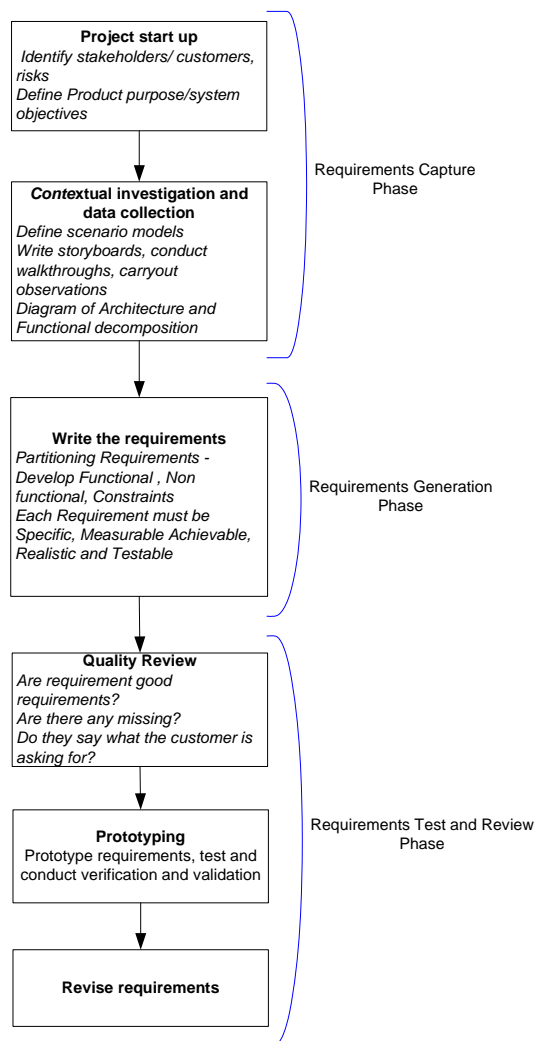 Project start up
Identify stakeholders/ customers,
risks
Define Product purpose/system
objectives
Requirements Capture
Phase
Contextual investigation and
data collection
Define scenario models
Write storyboards, conduct
walkthroughs, carryout
observations
Diagram of Architecture and
Functional decomposition
Write the requirements
Partitioning Requirements -
Develop Functional , Non
functional, Constraints
Each Requirement must be
Specific, Measurable Achievable,
Realistic and Testable
Requirements Generation
Phase
Quality Review
Are requirement good
requirements?
Are there any missing?
Do they say what the customer is
asking for?
Prototyping
Prototype requirements, test and
conduct verification and validation
Requirements Test and Review
Phase
Revise requirements